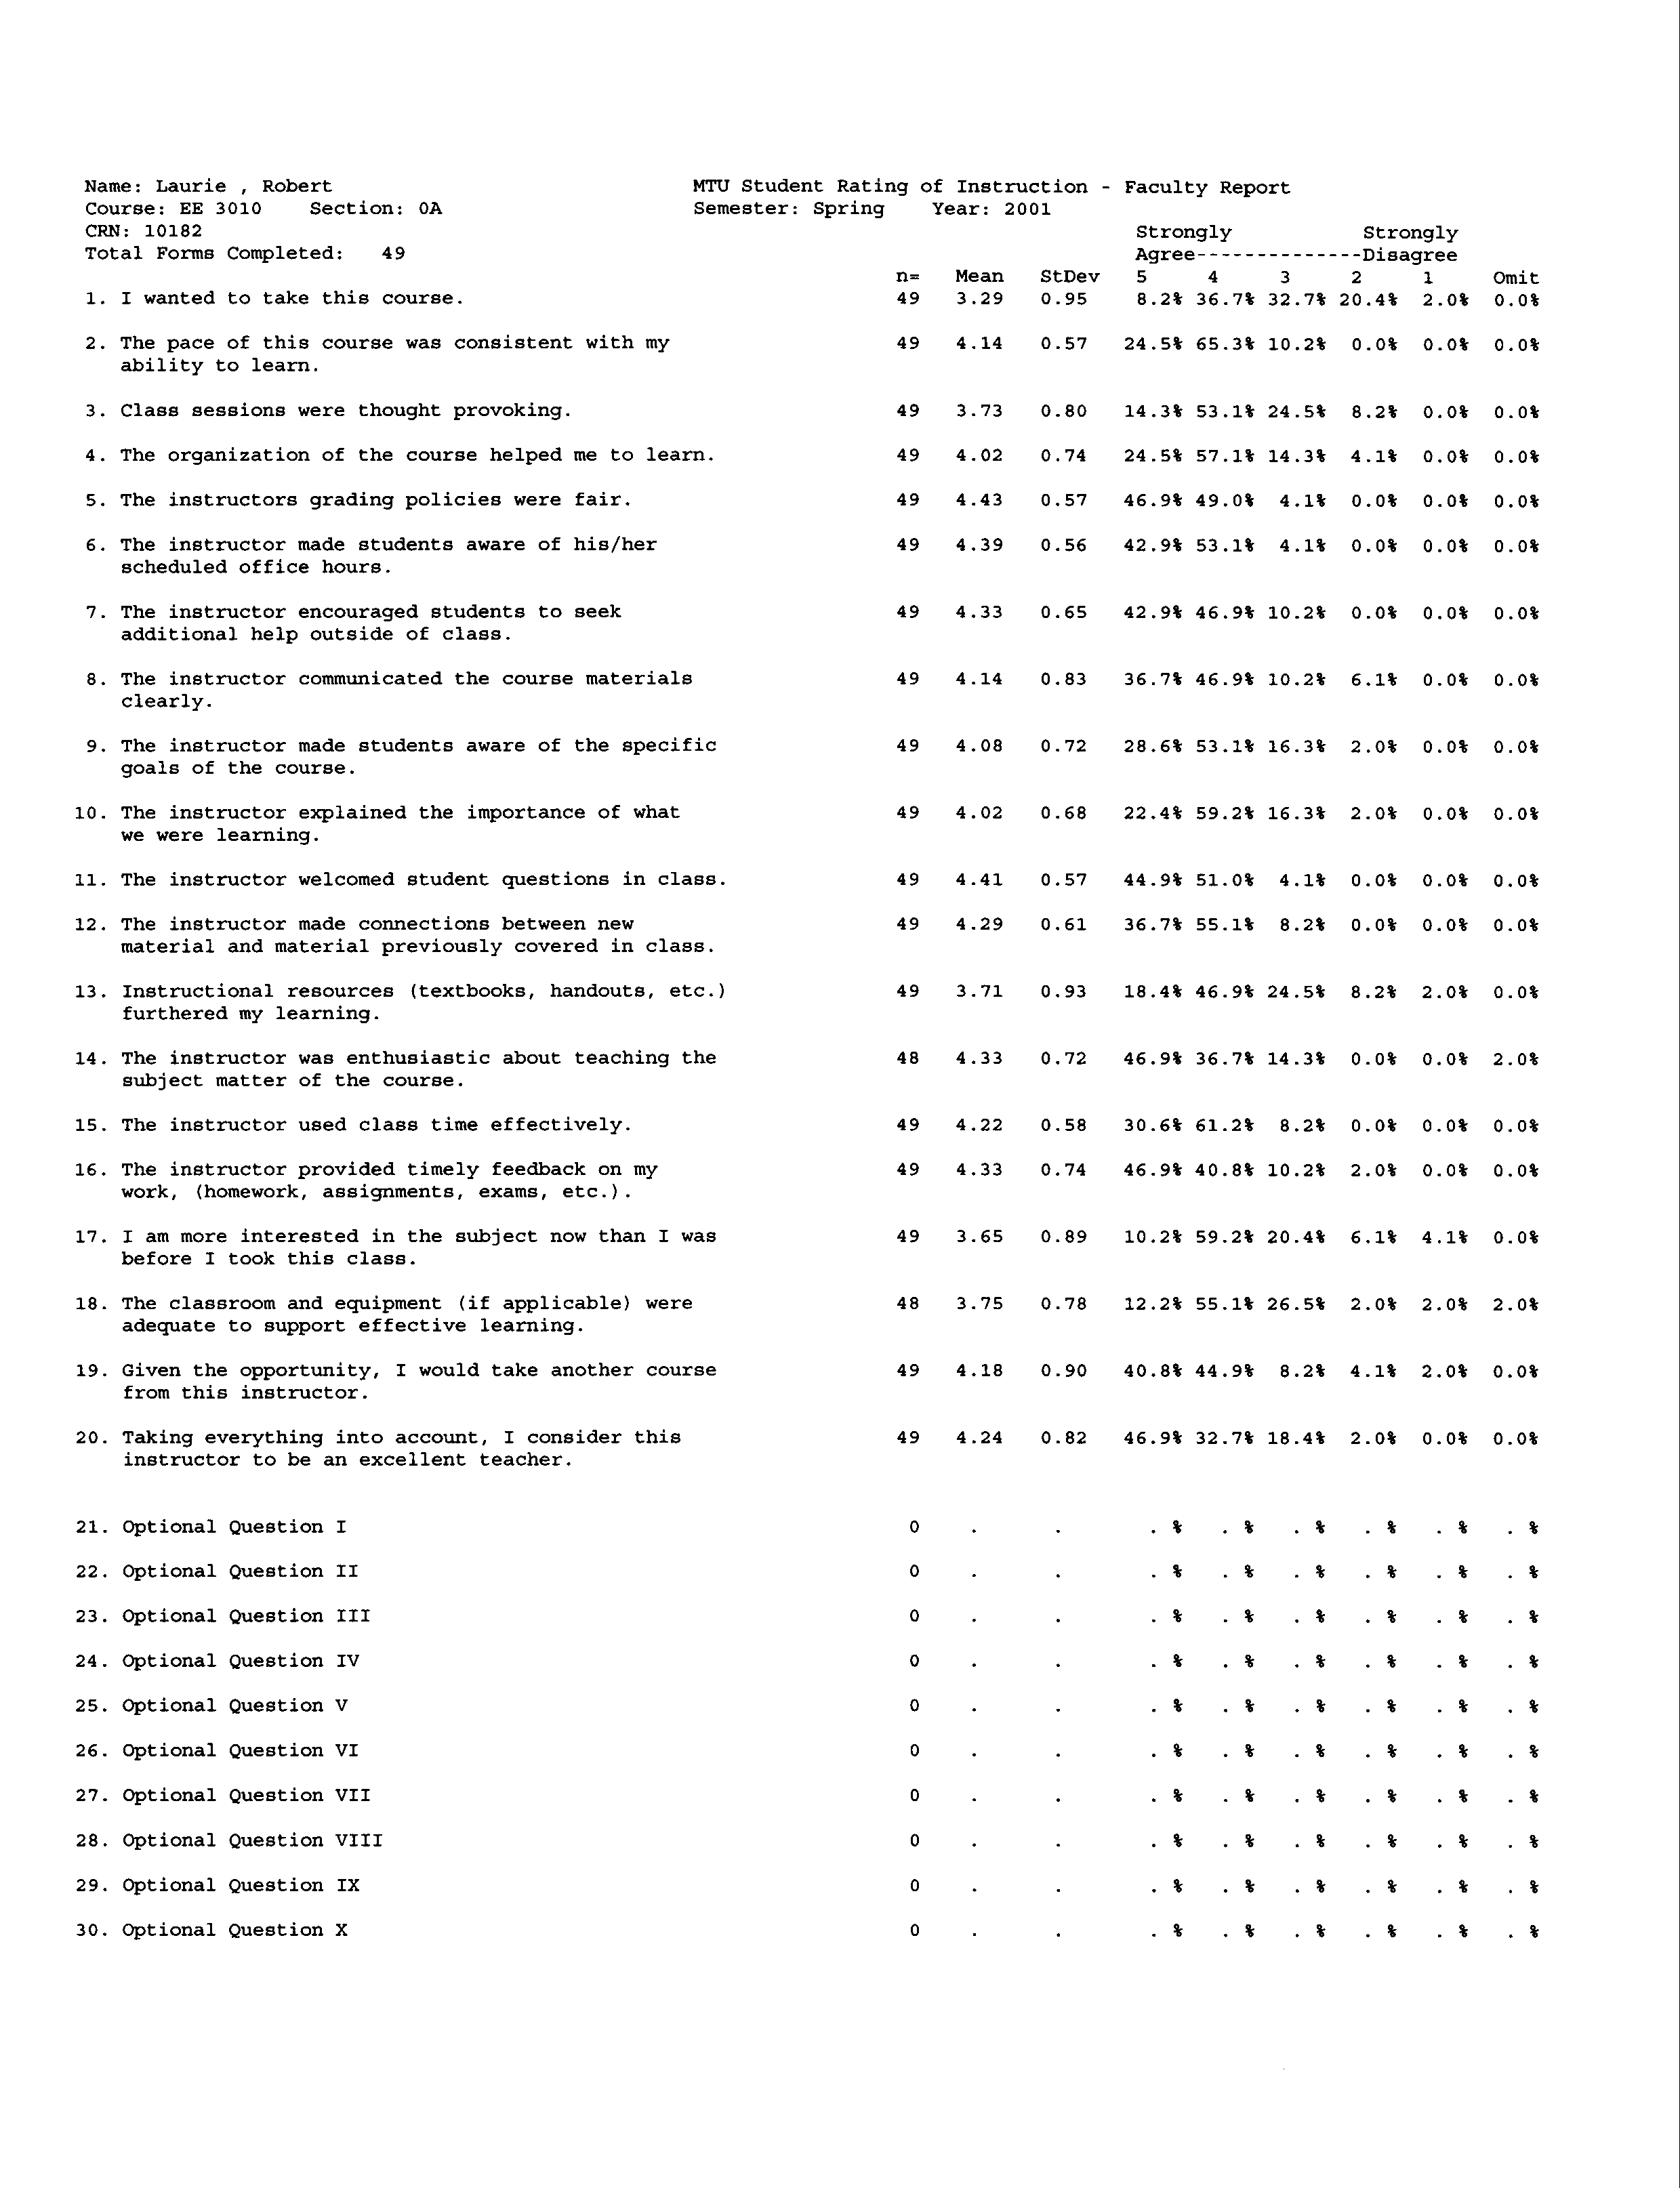 Name: Laurie , Robert MTU Student Rating of Instruction - Faculty Report
Course: EE 3010 Section: 0A Semester: Spring Year: 2001
CRN: 10182 Strongly Strongly
Total Forms Completed: 49 Agree--------------Disagree
n= Mean StDev 5 4 3 2 1 Omit
1. I wanted to take this course. 49 3.29 0.95 8.2% 36.7% 32.7% 20.4% 2.0% 0.0%
2. The pace of this course was consistent with my 49 4.14 0.57 24.5% 65.3% 10.2% 0.0% 0.0% 0.0%
ability to learn.
3. Class sessions were thought provoking. 49 3.73 0.80 14.3% 53.1% 24.5% 8.2% 0.0% 0.0%
4. The organization of the course helped me to learn. 49 4.02 0.74 24.5% 57.1% 14.3% 4.1% 0.0% 0.0%
5. The instructors grading policies were fair. 49 4.43 0.57 46.9% 49.0% 4.1% 0.0% 0.0% 0.0%
6. The instructor made students aware of his/her 49 4.39 0.56 42.9% 53.1% 4.1% 0.0% 0.0% 0.0%
scheduled office hours.
7. The instructor encouraged students to seek 49 4.33 0.65 42.9% 46.9% 10.2% 0.0% 0.0% 0.0%
additional help outside of class.
8. The instructor communicated the course materials 49 4.14 0.83 36.7% 46.9% 10.2% 6.1% 0.0% 0.0%
clearly.
9. The instructor made students aware of the specific 49 4.08 0.72 28.6% 53.1% 16.3% 2.0% 0.0% 0.0%
goals of the course.
10. The instructor explained the importance of what 49 4.02 0.68 22.4% 59.2% 16.3% 2.0% 0.0% 0.0%
we were learning.
11. The instructor welcomed student questions in class. 49 4.41 0.57 44.9% 51.0% 4.1% 0.0% 0.0% 0.0%
12. The instructor made connections between new 49 4.29 0.61 36.7% 55.1% 8.2% 0.0% 0.0% 0.0%
material and material previously covered in class.
13. Instructional resources (textbooks, handouts, etc.) 49 3.71 0.93 18.4% 46.9% 24.5% 8.2% 2.0% 0.0%
furthered my learning.
14. The instructor was enthusiastic about teaching the 48 4.33 0.72 46.9% 36.7% 14.3% 0.0% 0.0% 2.0%
subject matter of the course.
15. The instructor used class time effectively. 49 4.22 0.58 30.6% 61.2% 8.2% 0.0% 0.0% 0.0%
16. The instructor provided timely feedback on my 49 4.33 0.74 46.9% 40.8% 10.2% 2.0% 0.0% 0.0%
work, (homework, assignments, exams, etc.).
17. I am more interested in the subject now than I was 49 3.65 0.89 10.2% 59.2% 20.4% 6.1% 4.1% 0.0%
before I took this class.
18. The classroom and equipment (if applicable) were 48 3.75 0.78 12.2% 55.1% 26.5% 2.0% 2.0% 2.0%
adequate to support effective learning.
19. Given the opportunity, I would take another course 49 4.18 0.90 40.8% 44.9% 8.2% 4.1% 2.0% 0.0%
from this instructor.
20. Taking everything into account, I consider this 49 4.24 0.82 46.9% 32.7% 18.4% 2.0% 0.0% 0.0%
instructor to be an excellent teacher.
21. Optional Question I 0 . . . % . % . % . % . % . %
22. Optional Question II 0 . . . % . % . % . % . % . %
23. Optional Question III 0 . . . % . % . % . % . % . %
24. Optional Question IV 0 . . . % . % . % . % . % . %
25. Optional Question V 0 . . . % . % . % . % . % . %
26. Optional Question VI 0 . . . % . % . % . % . % . %
27. Optional Question VII 0 . . . % . % . % . % . % . %
28. Optional Question VIII 0 . . . % . % . % . % . % . %
29. Optional Question IX 0 . . . % . % . % . % . % . %
30. Optional Question X 0 . . . % . % . % . % . % . %